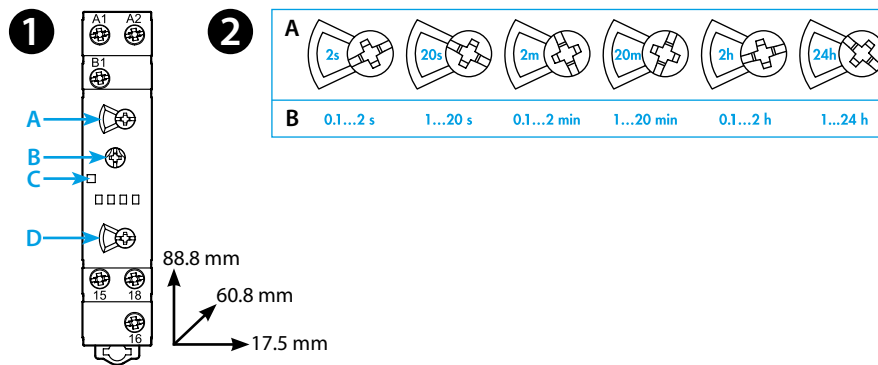 1
A1 A2
B1
A
B
C
D
15 18
16
88.8 mm
60.8 mm
17.5 mm
2
A 2s 20s 2m 20m 2h 24h
B 0.1...2 s 1...20 s 0.1...2 min 1...20 min 0.1...2 h 1...24 h